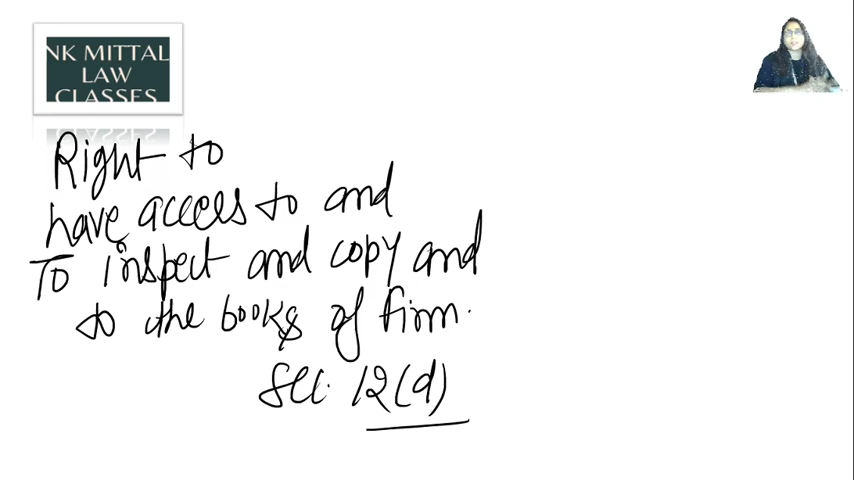 NK MITTAL
LAW
CLASSES
Right to
have access to and
To inspect and copy and
to the books of firm.
Sec. 12(d)